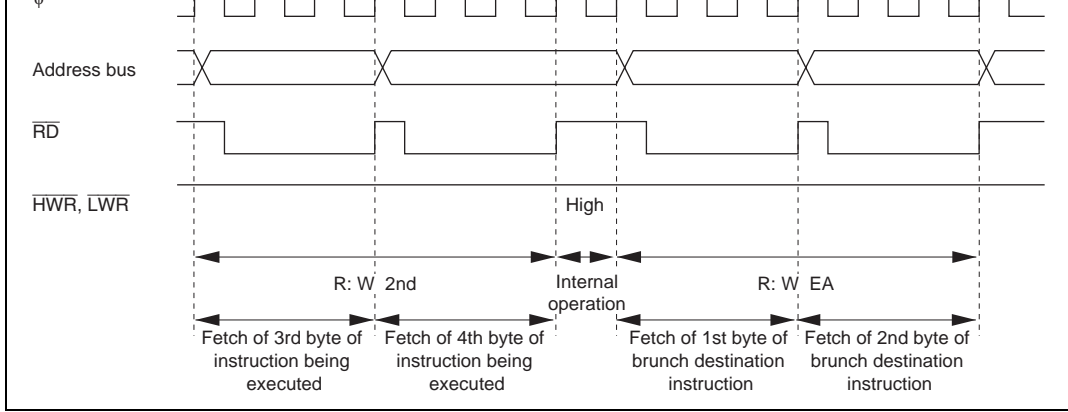 φ
Address bus
RD
HWR, LWR
High
R: W 2nd
Internal
operation
R: W EA
Fetch of 3rd byte of
instruction being
executed
Fetch of 4th byte of
instruction being
executed
Fetch of 1st byte of
brunch destination
instruction
Fetch of 2nd byte of
brunch destination
instruction